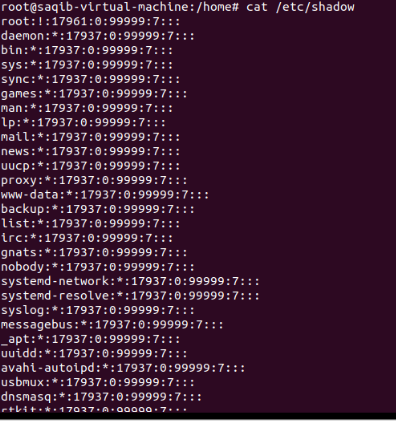 root@saqib-virtual-machine:/home# cat /etc/shadow
root:!:17961:0:99999:7:::
daemon:*:17937:0:99999:7:::
bin:*:17937:0:99999:7:::
sys:*:17937:0:99999:7:::
sync:*:17937:0:99999:7:::
games:*:17937:0:99999:7:::
man:*:17937:0:99999:7:::
lp:*:17937:0:99999:7:::
mail:*:17937:0:99999:7:::
news:*:17937:0:99999:7:::
uucp:*:17937:0:99999:7:::
proxy:*:17937:0:99999:7:::
www-data:*:17937:0:99999:7:::
backup:*:17937:0:99999:7:::
list:*:17937:0:99999:7:::
irc:*:17937:0:99999:7:::
gnats:*:17937:0:99999:7:::
nobody:*:17937:0:99999:7:::
systemd-network:*:17937:0:99999:7:::
systemd-resolve:*:17937:0:99999:7:::
syslog:*:17937:0:99999:7:::
messagebus:*:17937:0:99999:7:::
_apt:*:17937:0:99999:7:::
uuidd:*:17937:0:99999:7:::
avahi-autoipd:*:17937:0:99999:7:::
usbmux:*:17937:0:99999:7:::
dnsmasq:*:17937:0:99999:7:::
rtkit:*:17937:0:99999:7:::